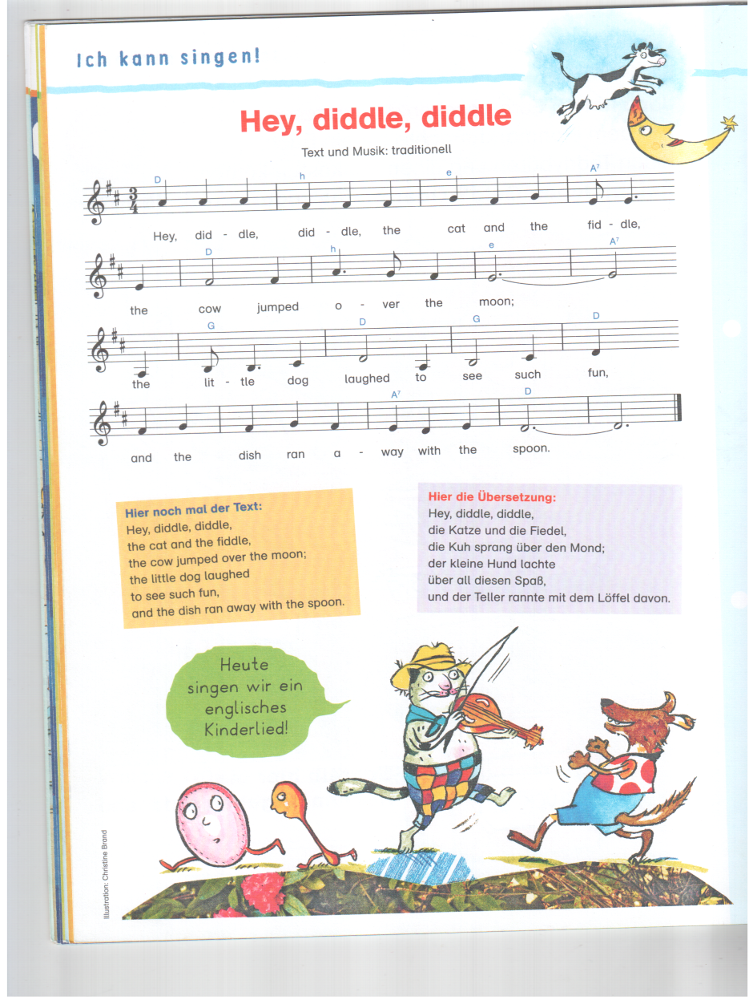 Ich kann singen!
Hey, diddle, diddle
Text und Musik: traditionell
D h e A7
3
4
Hey, did - dle, did - dle, the cat and the fid - dle,
D h e A7
the cow jumped o - ver the moon;
G D G D
the lit - tle dog laughed to see such fun,
A7 D
and the dish ran a - way with the spoon.
Hier noch mal der Text:
Hey, diddle, diddle,
the cat and the fiddle,
the cow jumped over the moon;
the little dog laughed
to see such fun,
and the dish ran away with the spoon.
Hier die Übersetzung:
Hey, diddle, diddle,
die Katze und die Fiedel,
die Kuh sprang über den Mond;
der kleine Hund lachte
über all diesen Spaß,
und der Teller rannte mit dem Löffel davon.
Heute
singen wir ein
englisches
Kinderlied!
Illustration: Christine Brand